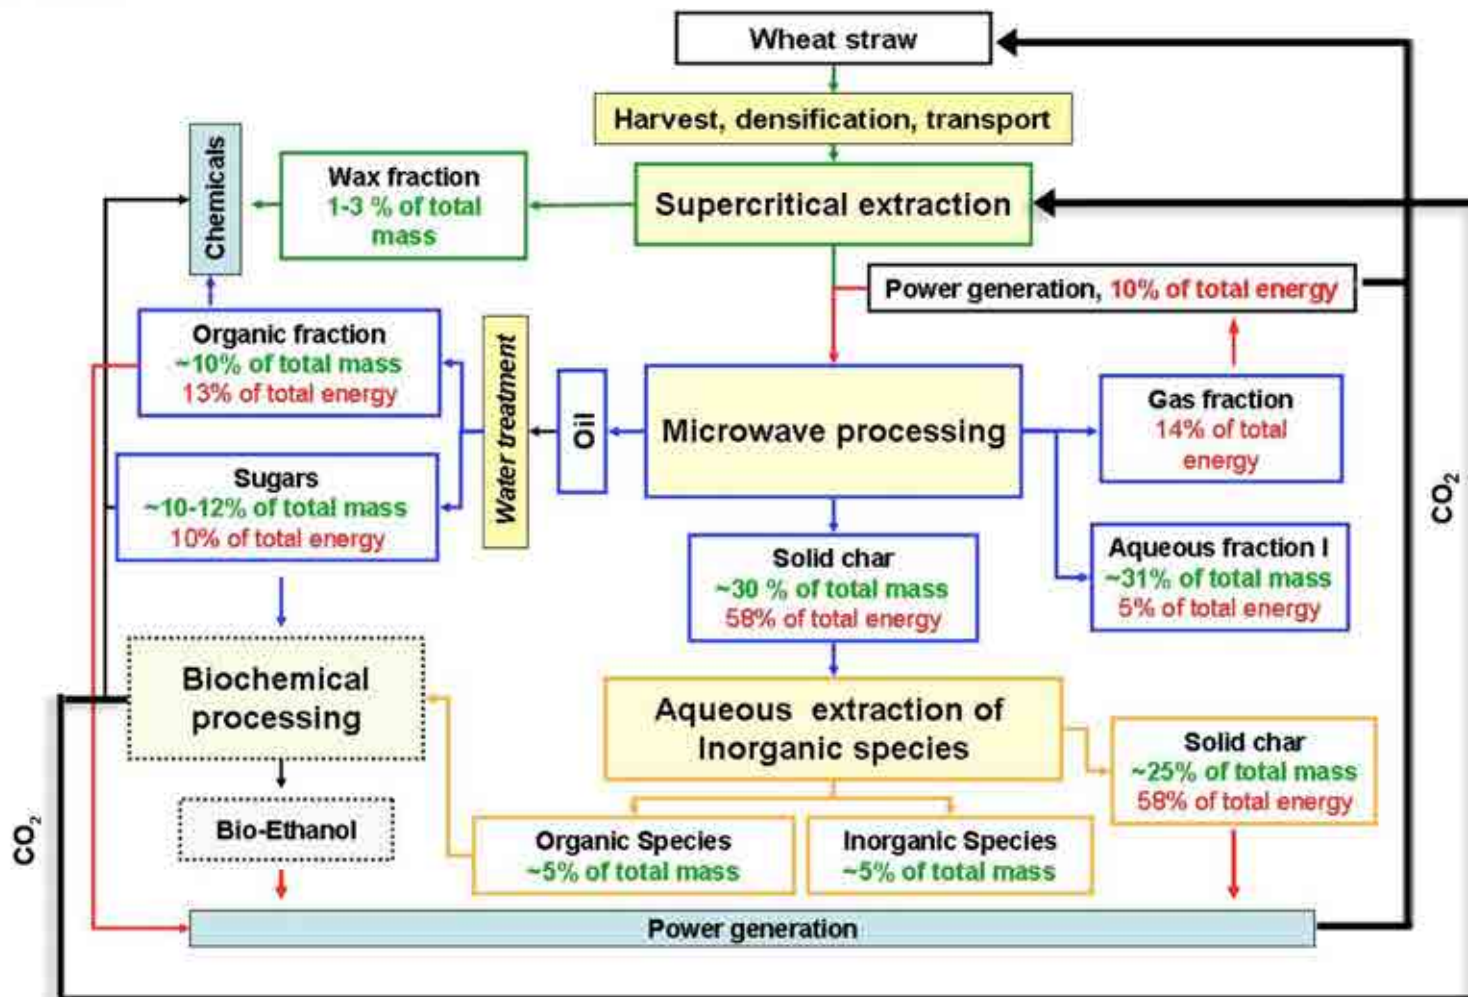 Wheat straw
Harvest, densification, transport
Chemicals
Wax fraction
1-3 % of total
mass
Supercritical extraction
Power generation, 10% of total energy
Organic fraction
~10% of total mass
13% of total energy
Water treatment
Oil
Microwave processing
Gas fraction
14% of total
energy
Sugars
~10-12% of total mass
10% of total energy
Solid char
~30 % of total mass
58% of total energy
Aqueous fraction I
~31% of total mass
5% of total energy
CO₂
Biochemical
processing
Aqueous extraction of
Inorganic species
Solid char
~25% of total mass
58% of total energy
Bio-Ethanol
Organic Species
~5% of total mass
Inorganic Species
~5% of total mass
CO₂
Power generation